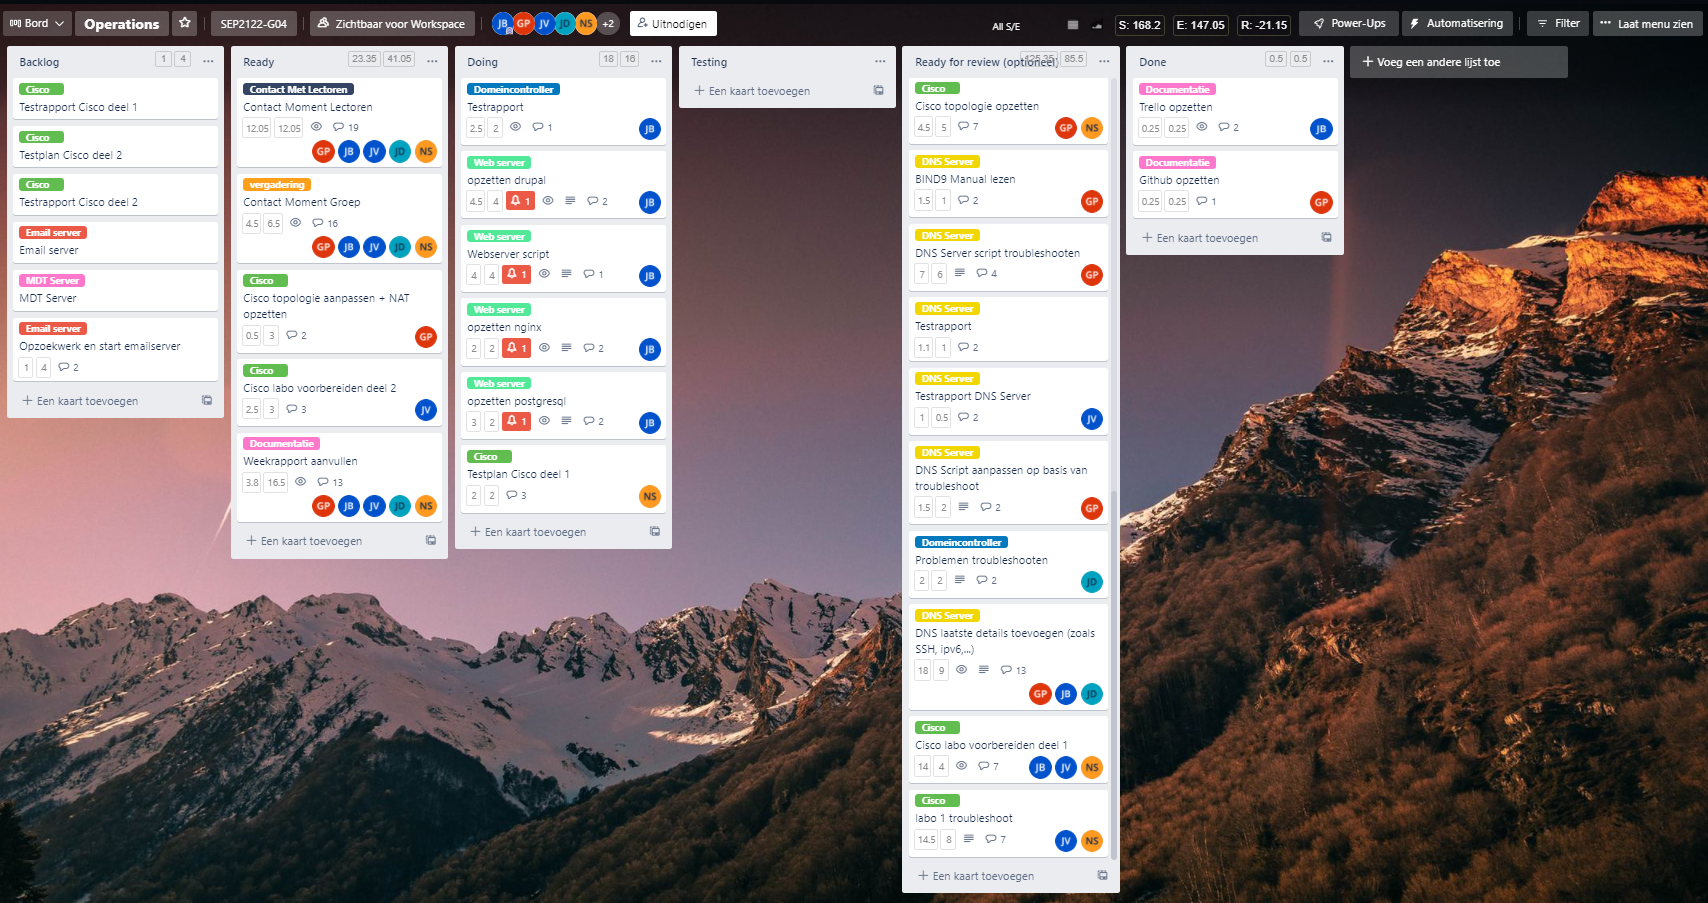 Bord
Operations
SEP2122-G04
Zichtbaar voor Workspace
JB GP JV JD NS +2
Uitnodigen
All S/E
S: 168.2
E: 147.05
R: -21.15
Power-Ups
Automatisering
Filter
Laat menu zien
Backlog
1 4
Cisco
Testrapport Cisco deel 1
Cisco
Testplan Cisco deel 2
Cisco
Testrapport Cisco deel 2
Email server
Email server
MDT Server
MDT Server
Email server
Opzoekwerk en start emailserver
1 4 2
Een kaart toevoegen
Ready
23.35 41.05
Contact Met Lectoren
Contact Moment Lectoren
12.05 12.05 19
GP JB JV JD NS
vergadering
Contact Moment Groep
4.5 6.5 16
GP JB JV JD NS
Cisco
Cisco topologie aanpassen + NAT
opzetten
0.5 3 2
GP
Cisco
Cisco labo voorbereiden deel 2
2.5 3 3
JV
Documentatie
Weekrapport aanvullen
3.8 16.5 13
GP JB JV JD NS
Een kaart toevoegen
Doing
18 16
Domeincontroller
Testrapport
2.5 2 1
JB
Web server
opzetten drupal
4.5 4 1 2
JB
Web server
Webserver script
4 4 1 1
JB
Web server
opzetten nginx
2 2 1 2
JB
Web server
opzetten postgresql
3 2 1 2
JB
Cisco
Testplan Cisco deel 1
2 2 3
NS
Een kaart toevoegen
Testing
Een kaart toevoegen
Ready for review (optioneel)
125.35 85.5
Cisco
Cisco topologie opzetten
4.5 5 7
GP NS
DNS Server
BIND9 Manual lezen
1.5 1 2
GP
DNS Server
DNS Server script troubleshooten
7 6 4
GP
DNS Server
Testrapport
1.1 1 2
DNS Server
Testrapport DNS Server
1 0.5 2
JV
DNS Server
DNS Script aanpassen op basis van
troubleshoot
1.5 2 2
GP
Domeincontroller
Problemen troubleshooten
2 2 2
JD
DNS Server
DNS laatste details toevoegen (zoals
SSH, ipv6,...)
18 9 13
GP JB JD
Cisco
Cisco labo voorbereiden deel 1
14 4 7
JB JV NS
Cisco
labo 1 troubleshoot
14.5 8 7
JV NS
Een kaart toevoegen
Done
0.5 0.5
Documentatie
Trello opzetten
0.25 0.25 2
JB
Documentatie
Github opzetten
0.25 0.25 1
GP
Een kaart toevoegen
Voeg een andere lijst toe